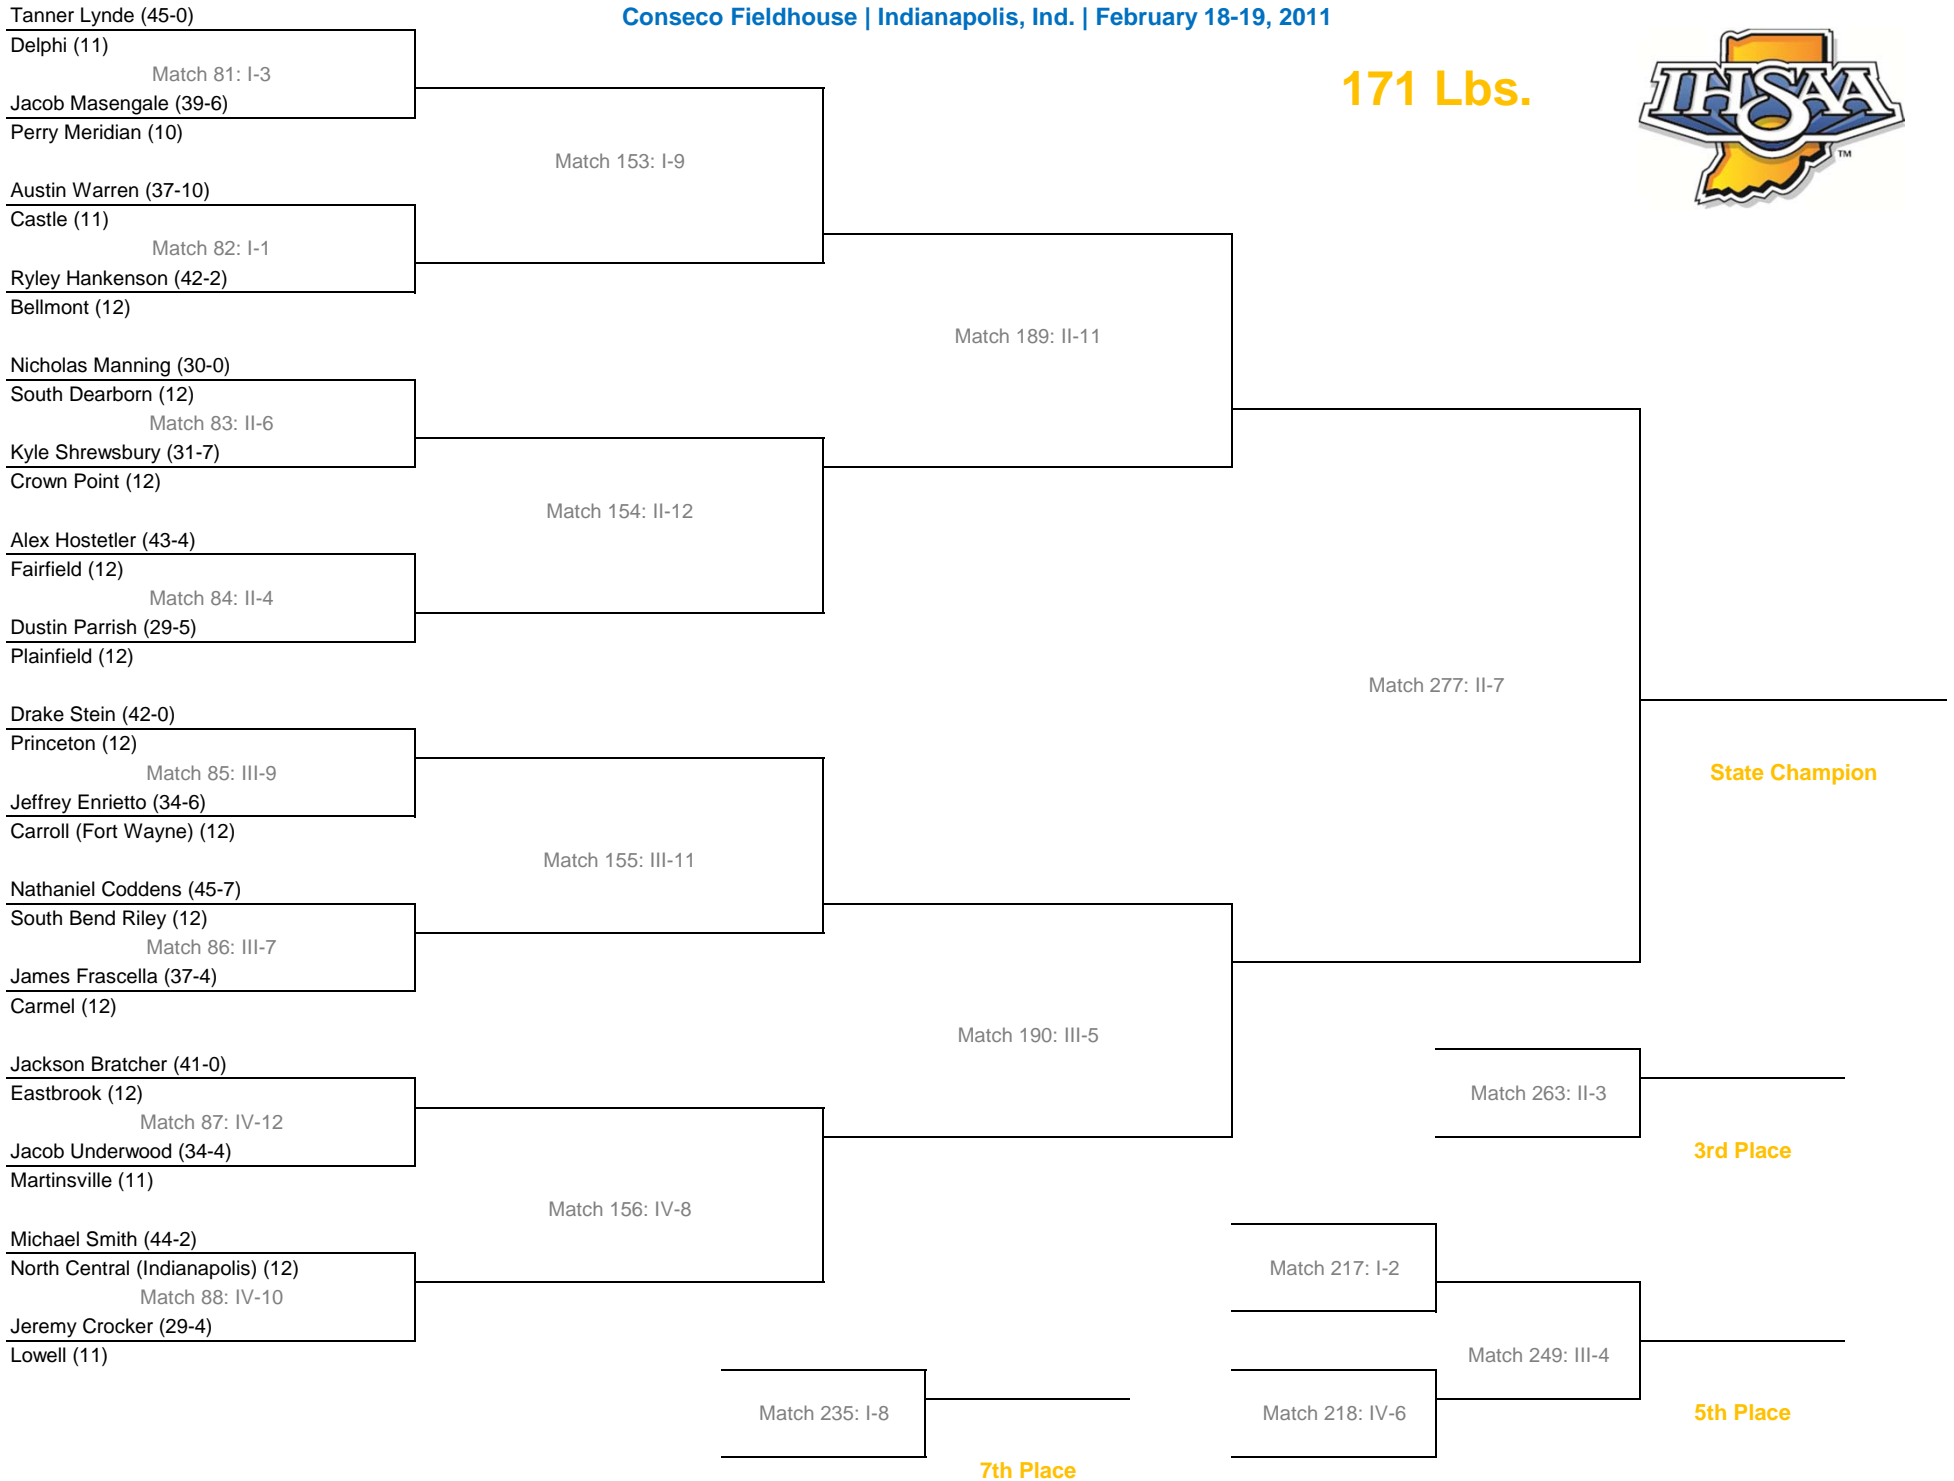 Conseco Fieldhouse | Indianapolis, Ind. | February 18-19, 2011
171 Lbs.
IHSAA
TM
Tanner Lynde (45-0)
Delphi (11)
Match 81: I-3
Jacob Masengale (39-6)
Perry Meridian (10)
Match 153: I-9
Austin Warren (37-10)
Castle (11)
Match 82: I-1
Ryley Hankenson (42-2)
Bellmont (12)
Match 189: II-11
Nicholas Manning (30-0)
South Dearborn (12)
Match 83: II-6
Kyle Shrewsbury (31-7)
Crown Point (12)
Match 154: II-12
Alex Hostetler (43-4)
Fairfield (12)
Match 84: II-4
Dustin Parrish (29-5)
Plainfield (12)
Match 277: II-7
State Champion
Drake Stein (42-0)
Princeton (12)
Match 85: III-9
Jeffrey Enrietto (34-6)
Carroll (Fort Wayne) (12)
Match 155: III-11
Nathaniel Coddens (45-7)
South Bend Riley (12)
Match 86: III-7
James Frascella (37-4)
Carmel (12)
Match 190: III-5
Jackson Bratcher (41-0)
Eastbrook (12)
Match 87: IV-12
Jacob Underwood (34-4)
Martinsville (11)
Match 156: IV-8
Michael Smith (44-2)
North Central (Indianapolis) (12)
Match 88: IV-10
Jeremy Crocker (29-4)
Lowell (11)
Match 263: II-3
3rd Place
Match 217: I-2
Match 249: III-4
Match 218: IV-6
5th Place
Match 235: I-8
7th Place